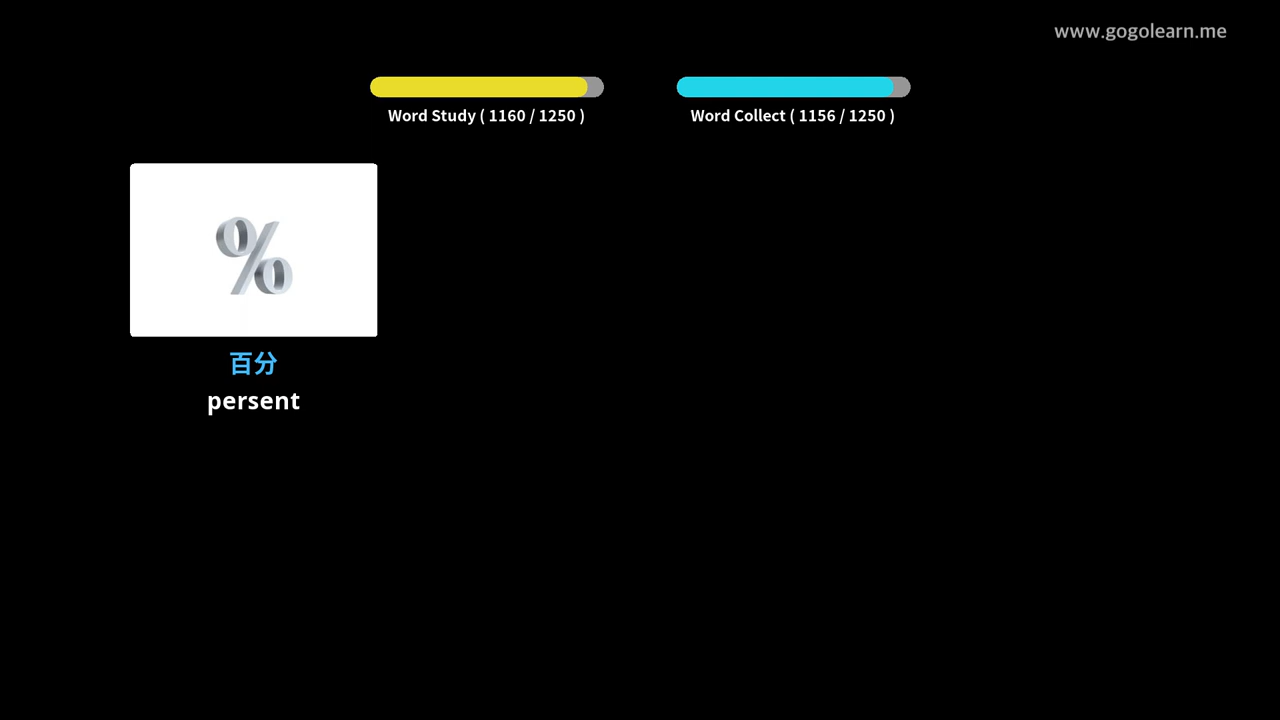 www.gogolearn.me
Word Study ( 1160 / 1250 )
Word Collect ( 1156 / 1250 )
%
百分
persent